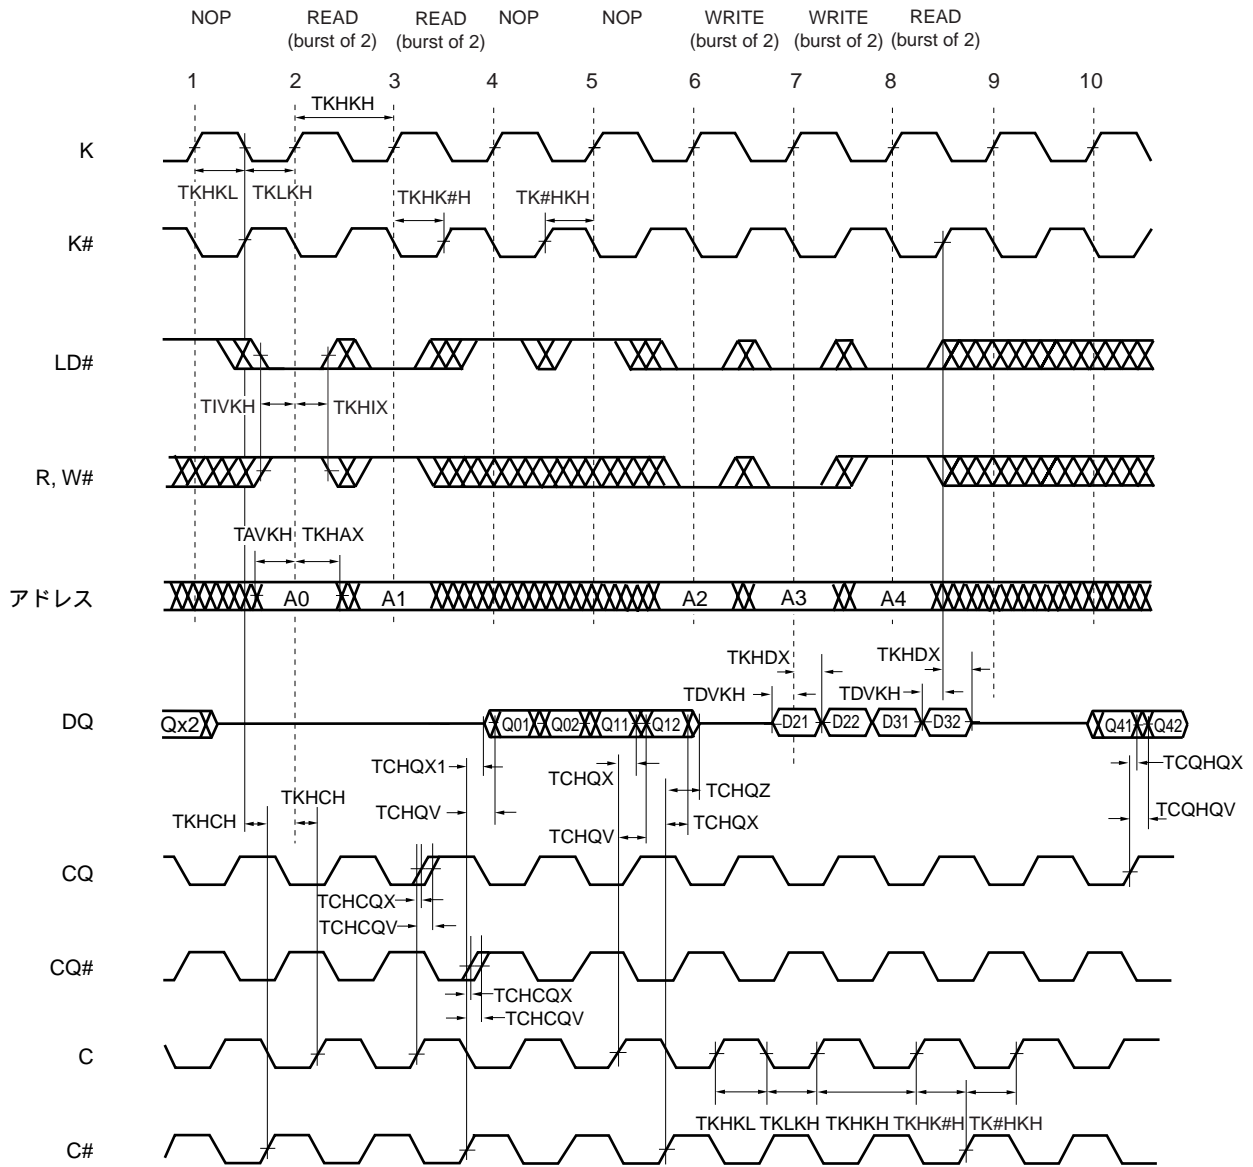 NOP READ READ NOP NOP WRITE WRITE READ
(burst of 2) (burst of 2) (burst of 2) (burst of 2) (burst of 2)
1 2 3 4 5 6 7 8 9 10
TKHKH
K
TKHKL TKLKH TKHK#H TK#HKH
K#
LD#
TIVKH TKHIX
R, W#
TAVKH TKHAX
アドレス A0 A1 A2 A3 A4
TKHDX TKHDX
TDVKH TDVKH
DQ Qx2 Q01 Q02 Q11 Q12 D21 D22 D31 D32 Q41 Q42
TCHQX1 TCHQX TCQHQX
TCHQZ
TKHCH TCHQV TCQHQV
TKHCH TCHQV TCHQX
CQ
TCHCQX
TCHCQV
CQ#
TCHCQX
TCHCQV
C
TKHKL TKLKH TKHKH TKHK#H TK#HKH
C#